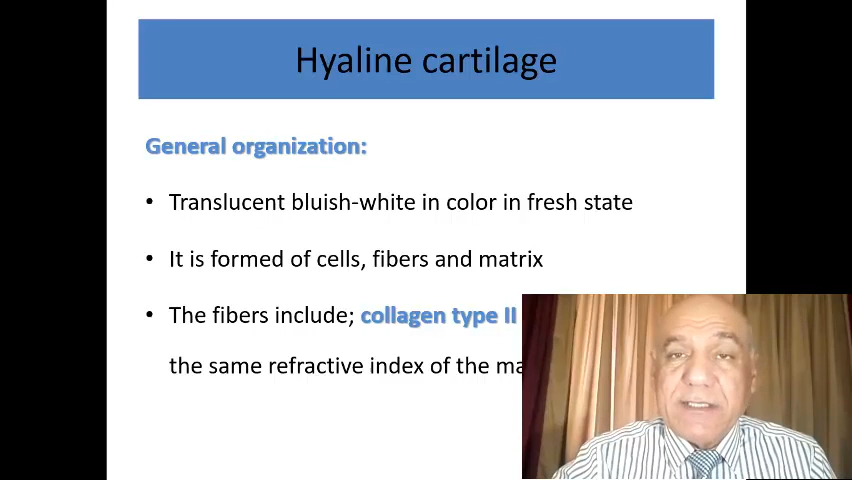 Hyaline cartilage
General organization:
• Translucent bluish-white in color in fresh state
• It is formed of cells, fibers and matrix
• The fibers include; collagen type II
the same refractive index of the ma